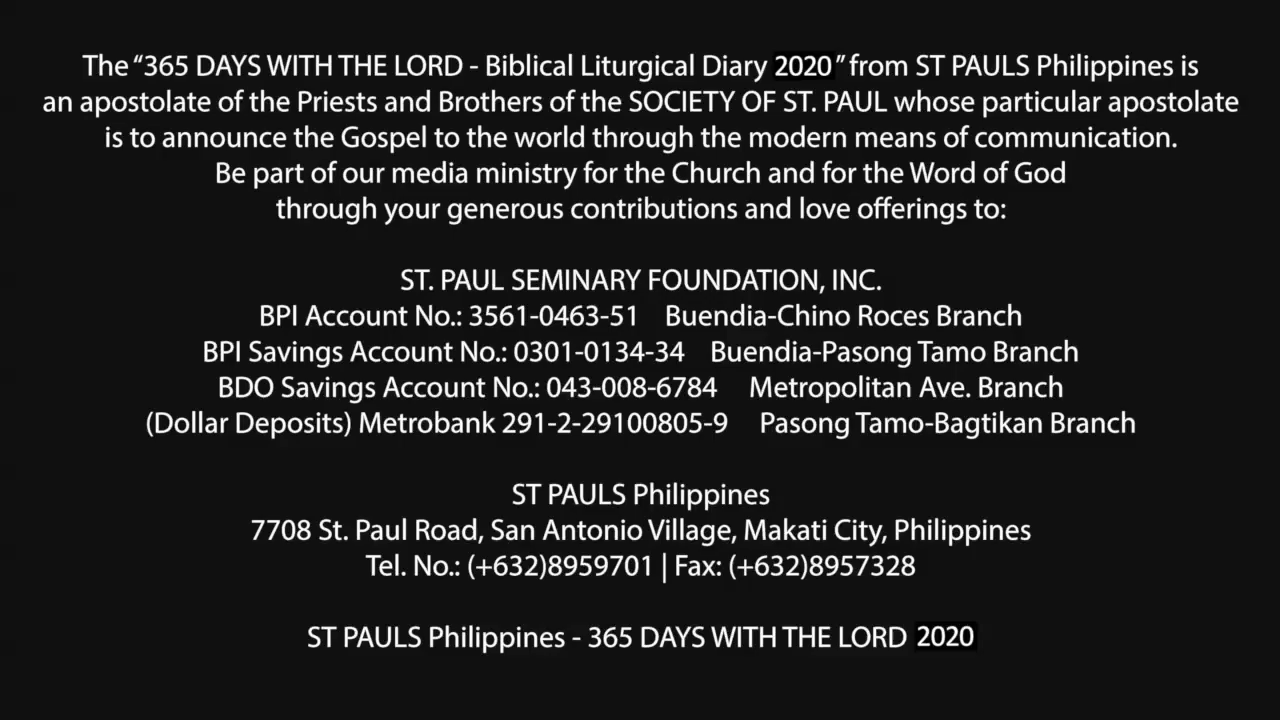 The “365 DAYS WITH THE LORD - Biblical Liturgical Diary 2020” from ST PAULS Philippines is
an apostolate of the Priests and Brothers of the SOCIETY OF ST. PAUL whose particular apostolate
is to announce the Gospel to the world through the modern means of communication.
Be part of our media ministry for the Church and for the Word of God
through your generous contributions and love offerings to:
ST. PAUL SEMINARY FOUNDATION, INC.
BPI Account No.: 3561-0463-51 Buendia-Chino Roces Branch
BPI Savings Account No.: 0301-0134-34 Buendia-Pasong Tamo Branch
BDO Savings Account No.: 043-008-6784 Metropolitan Ave. Branch
(Dollar Deposits) Metrobank 291-2-29100805-9 Pasong Tamo-Bagtikan Branch
ST PAULS Philippines
7708 St. Paul Road, San Antonio Village, Makati City, Philippines
Tel. No.: (+632)8959701 | Fax: (+632)8957328
ST PAULS Philippines - 365 DAYS WITH THE LORD 2020